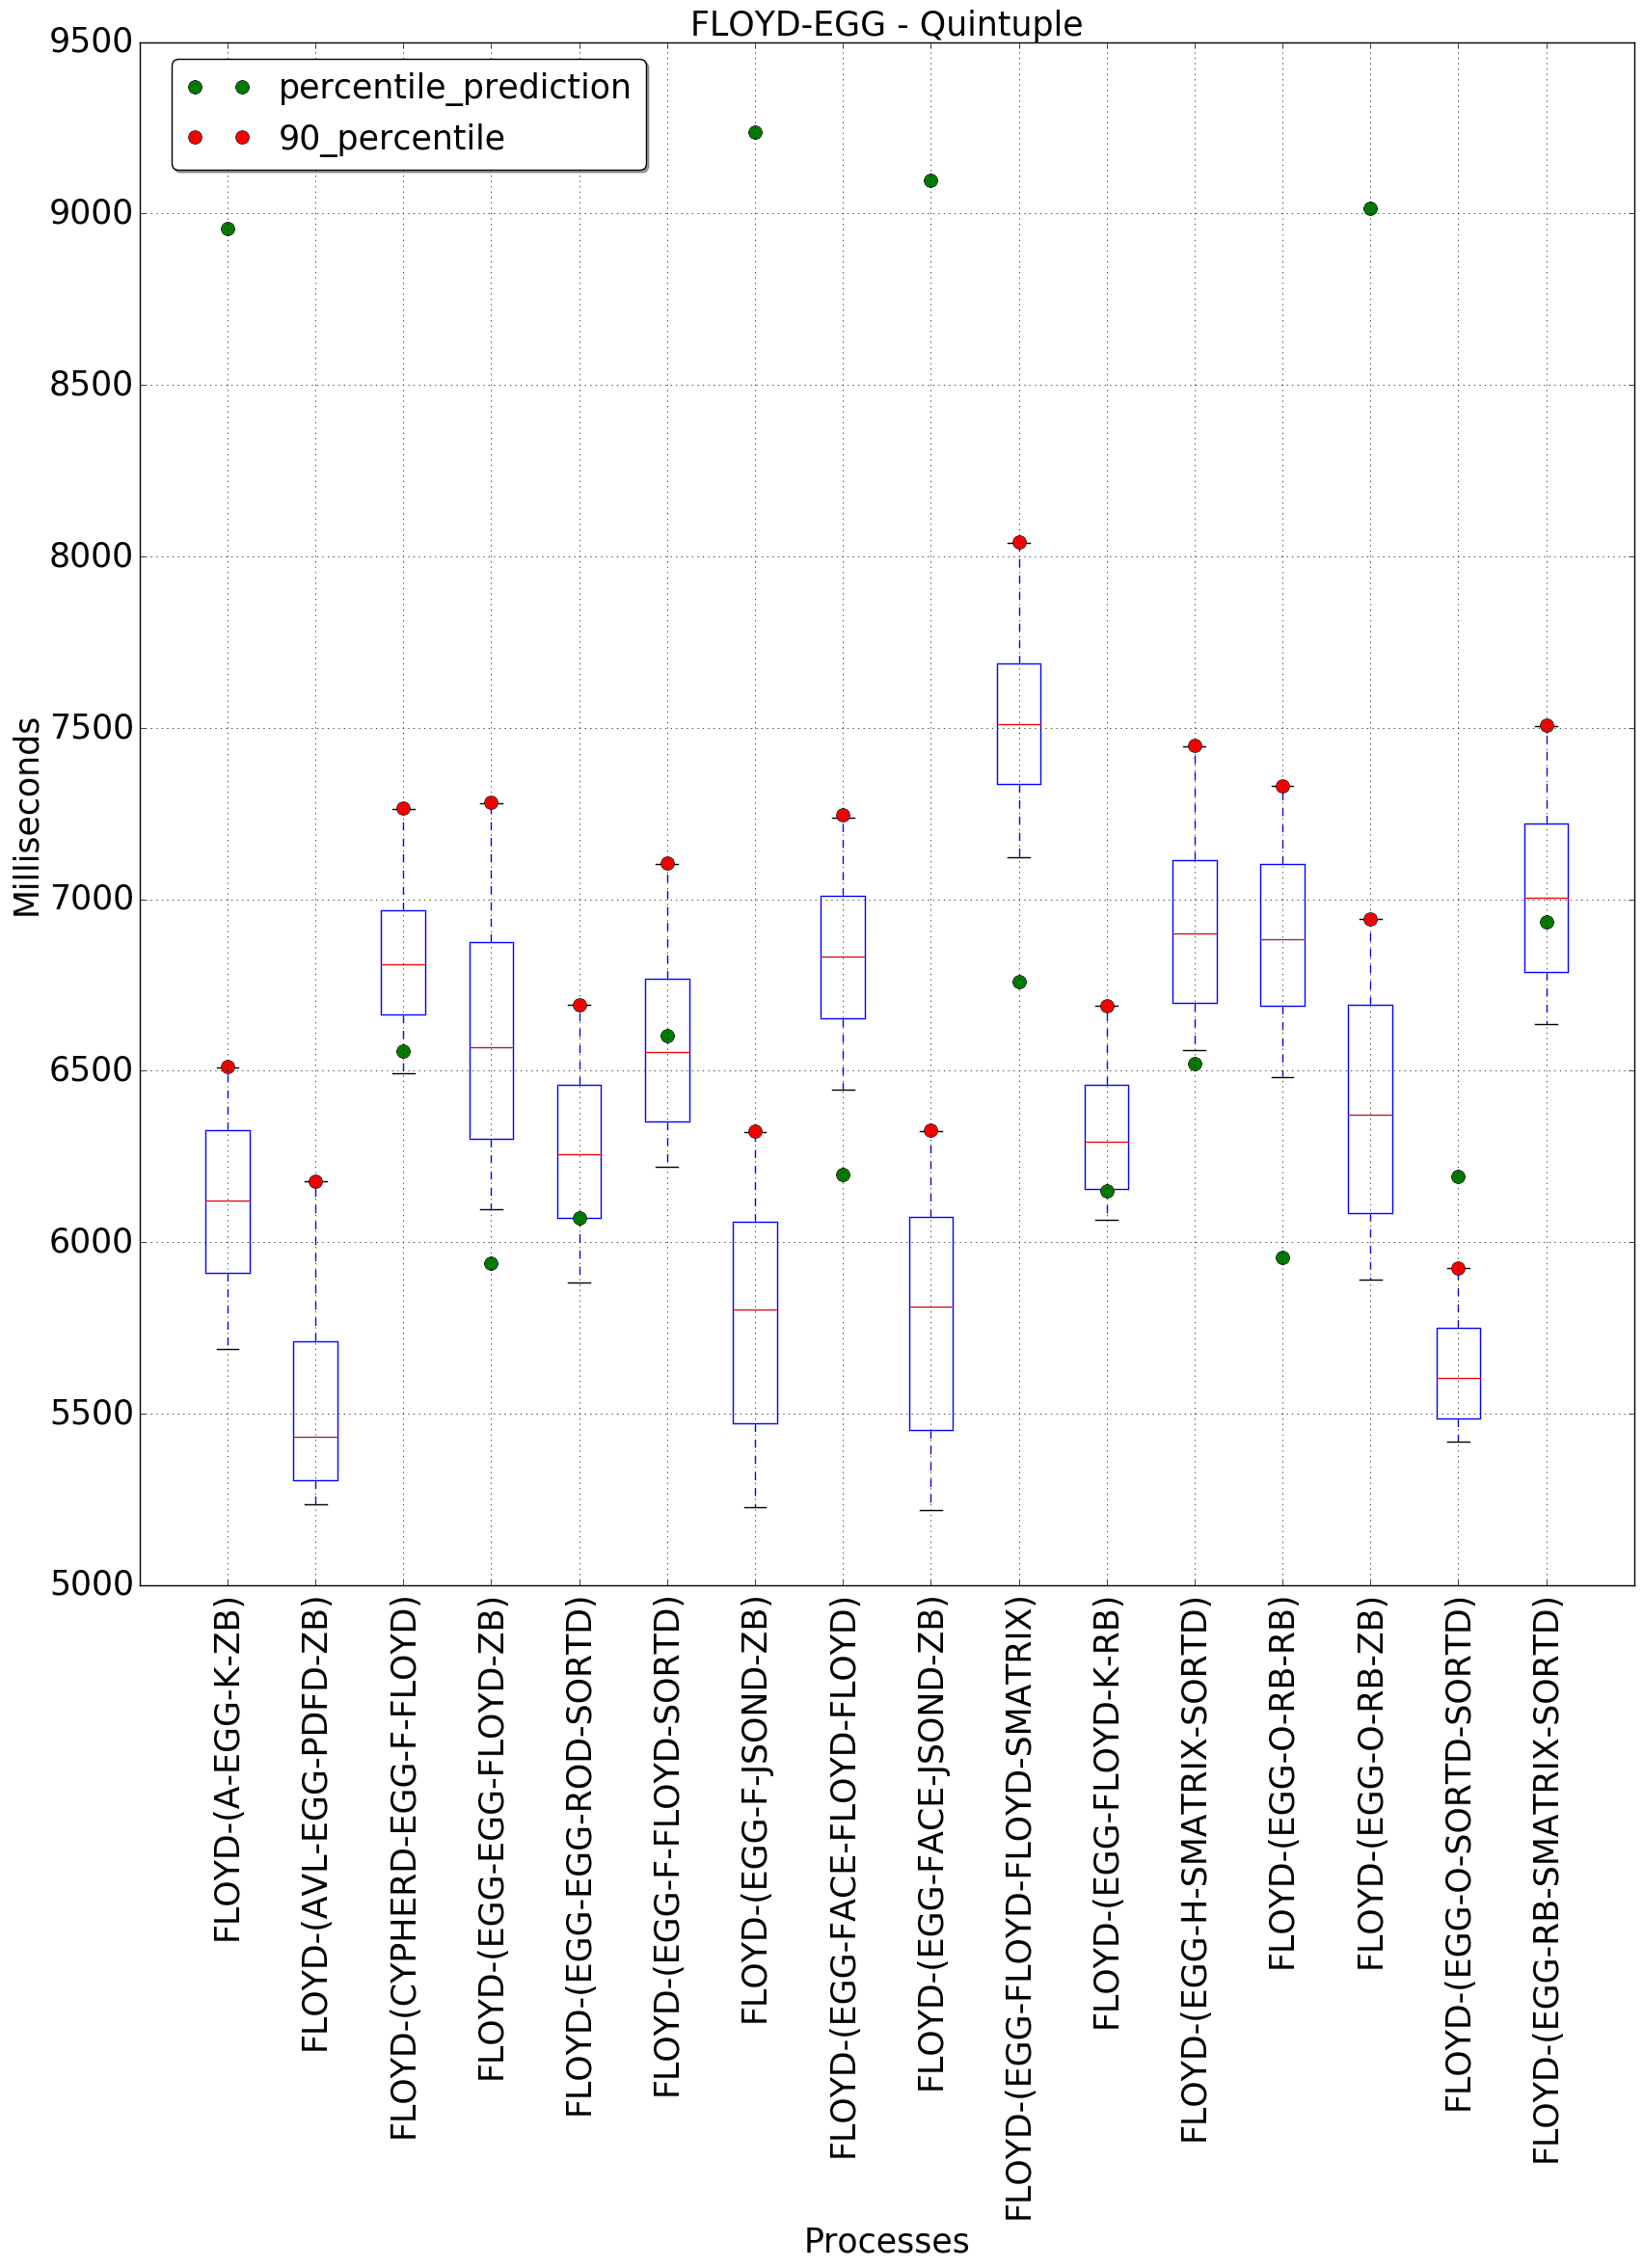 FLOYD-EGG - Quintuple
percentile_prediction
90_percentile
9500
9000
8500
8000
7500
7000
6500
6000
5500
5000
Milliseconds
FLOYD-(A-EGG-K-ZB)
FLOYD-(AVL-EGG-PDFD-ZB)
FLOYD-(CYPHERD-EGG-F-FLOYD)
FLOYD-(EGG-EGG-FLOYD-ZB)
FLOYD-(EGG-EGG-ROD-SORTD)
FLOYD-(EGG-F-FLOYD-SORTD)
FLOYD-(EGG-F-JSOND-ZB)
FLOYD-(EGG-FACE-FLOYD-FLOYD)
FLOYD-(EGG-FACE-JSOND-ZB)
FLOYD-(EGG-FLOYD-FLOYD-SMATRIX)
FLOYD-(EGG-FLOYD-K-RB)
FLOYD-(EGG-H-SMATRIX-SORTD)
FLOYD-(EGG-O-RB-RB)
FLOYD-(EGG-O-RB-ZB)
FLOYD-(EGG-O-SORTD-SORTD)
FLOYD-(EGG-RB-SMATRIX-SORTD)
Processes